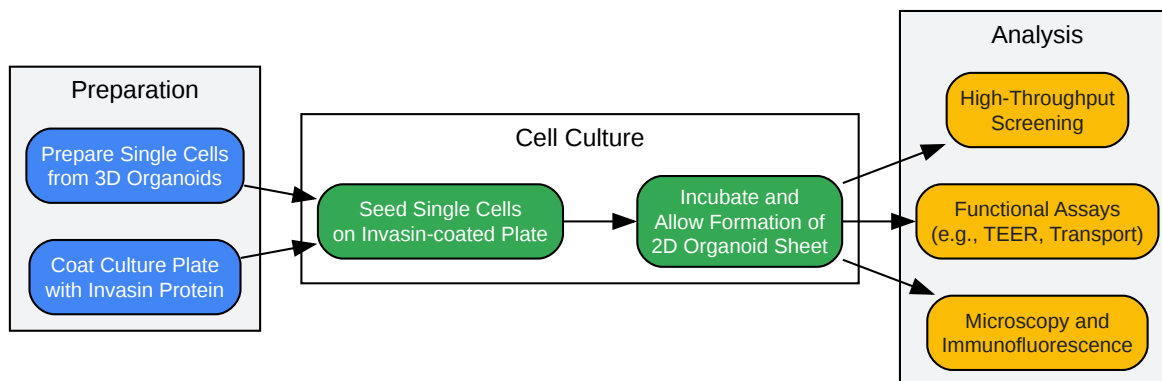 Preparation
Prepare Single Cells
from 3D Organoids
Coat Culture Plate
with Invasin Protein
Cell Culture
Seed Single Cells
on Invasin-coated Plate
Incubate and
Allow Formation of
2D Organoid Sheet
Analysis
High-Throughput
Screening
Functional Assays
(e.g., TEER, Transport)
Microscopy and
Immunofluorescence